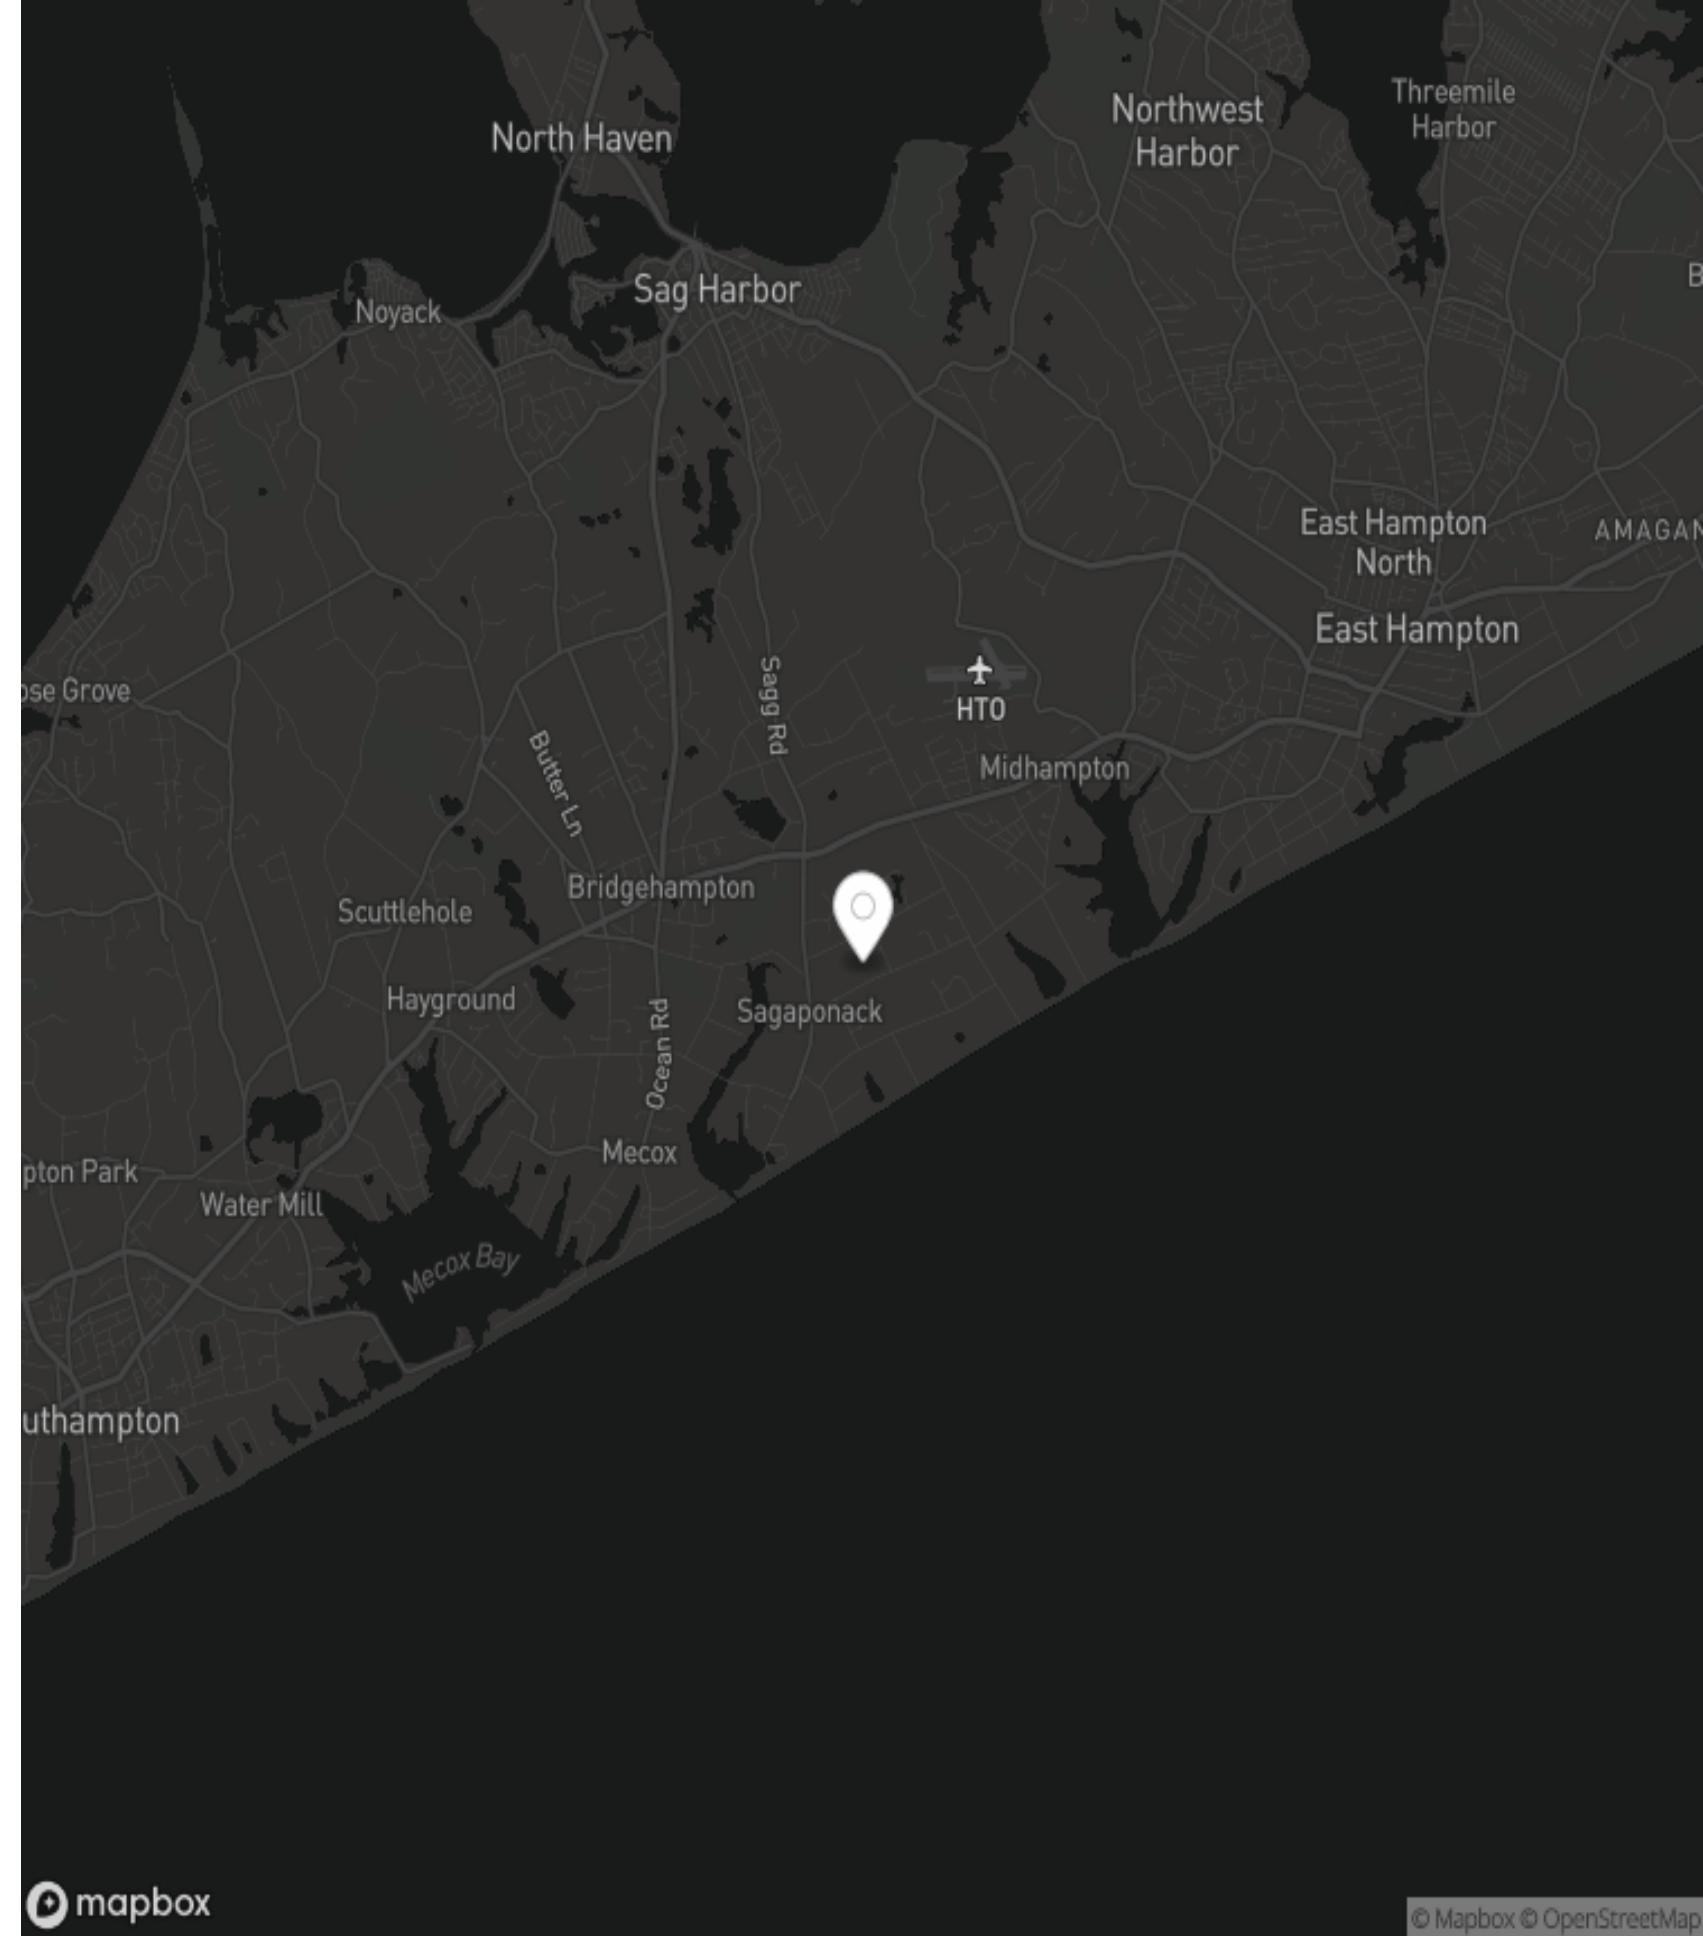 Threemile
Harbor
Northwest
Harbor
North Haven
B
Sag Harbor
Noyack
East Hampton
North
AMAGAN
East Hampton
ose Grove
Sagg Rd
HTO
Butter Ln
Midhampton
Bridgehampton
Scuttlehole
Hayground
Sagaponack
Ocean Rd
Mecox
pton Park
Water Mill
Mecox Bay
uthampton
mapbox
© Mapbox © OpenStreetMap